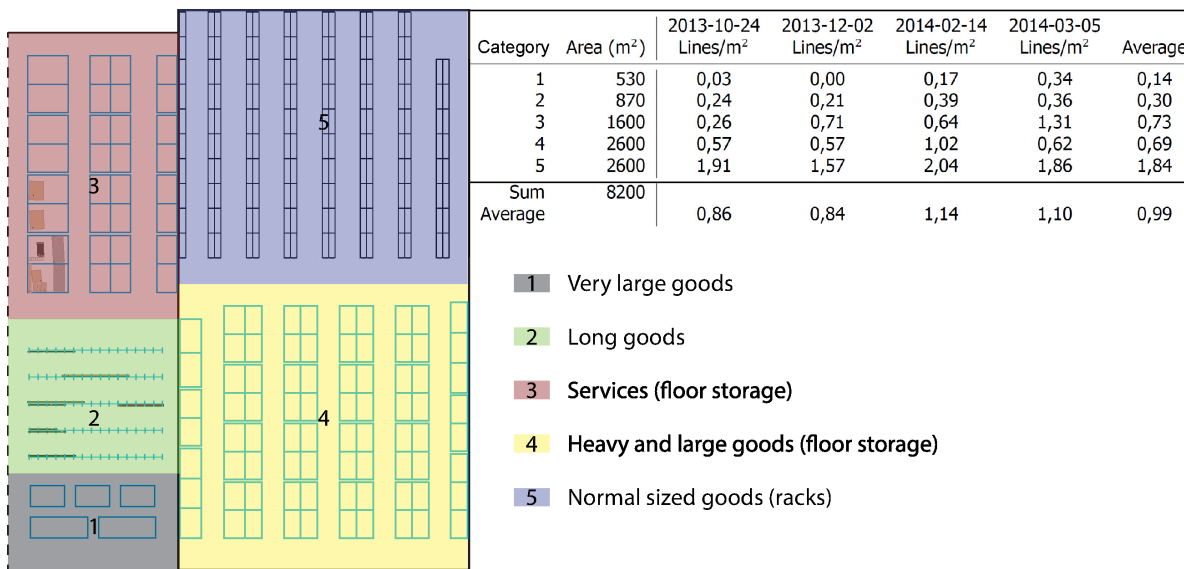 2013-10-24 2013-12-02 2014-02-14 2014-03-05
Category Area (m²) Lines/m² Lines/m² Lines/m² Lines/m² Average
1 530 0,03 0,00 0,17 0,34 0,14
2 870 0,24 0,21 0,39 0,36 0,30
3 1600 0,26 0,71 0,64 1,31 0,73
4 2600 0,57 0,57 1,02 0,62 0,69
5 2600 1,91 1,57 2,04 1,86 1,84
Sum 8200
Average 0,86 0,84 1,14 1,10 0,99
5
3
4
2
1
1 Very large goods
2 Long goods
3 Services (floor storage)
4 Heavy and large goods (floor storage)
5 Normal sized goods (racks)